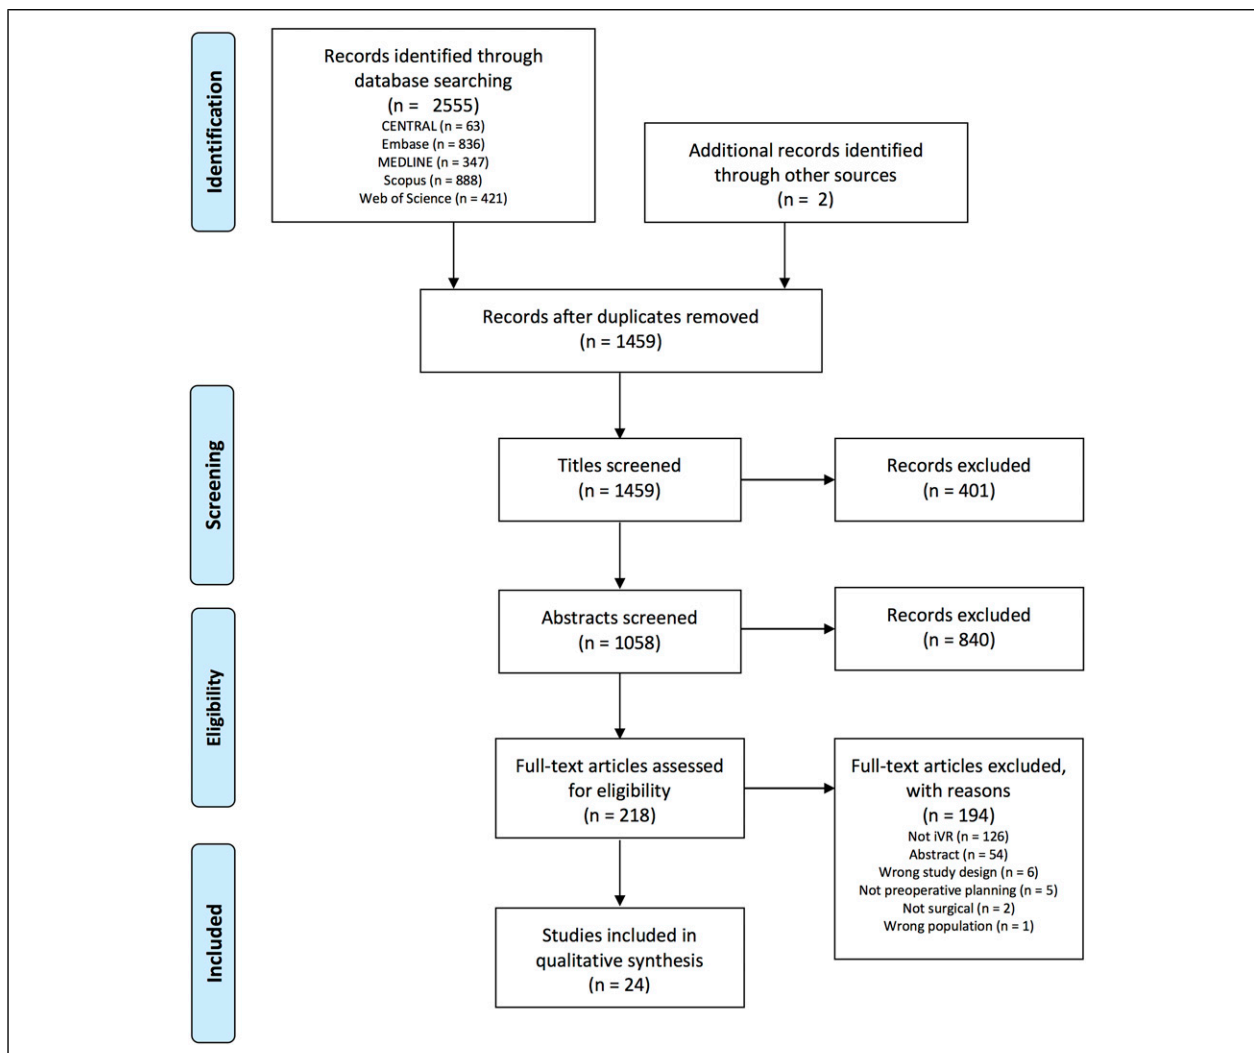 Identification
Records identified through
database searching
(n = 2555)
CENTRAL (n = 63)
Embase (n = 836)
MEDLINE (n = 347)
Scopus (n = 888)
Web of Science (n = 421)
Additional records identified
through other sources
(n = 2)
Records after duplicates removed
(n = 1459)
Screening
Titles screened
(n = 1459)
Records excluded
(n = 401)
Abstracts screened
(n = 1058)
Records excluded
(n = 840)
Eligibility
Full-text articles assessed
for eligibility
(n = 218)
Full-text articles excluded,
with reasons
(n = 194)
Not iVR (n = 126)
Abstract (n = 54)
Wrong study design (n = 6)
Not preoperative planning (n = 5)
Not surgical (n = 2)
Wrong population (n = 1)
Included
Studies included in
qualitative synthesis
(n = 24)